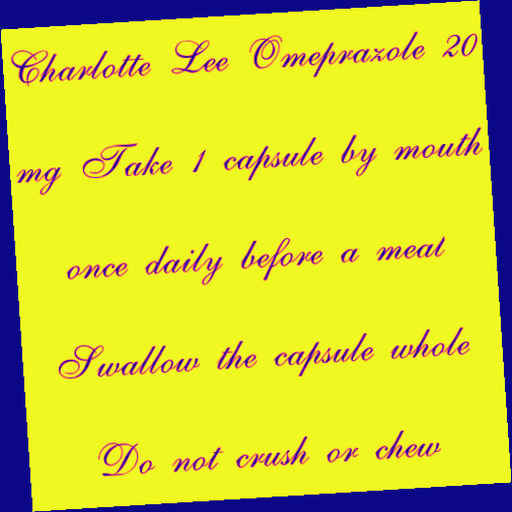 Charlotte Lee Omeprazole 20
mg Take 1 capsule by mouth
once daily before a meal
Swallow the capsule whole
Do not crush or chew